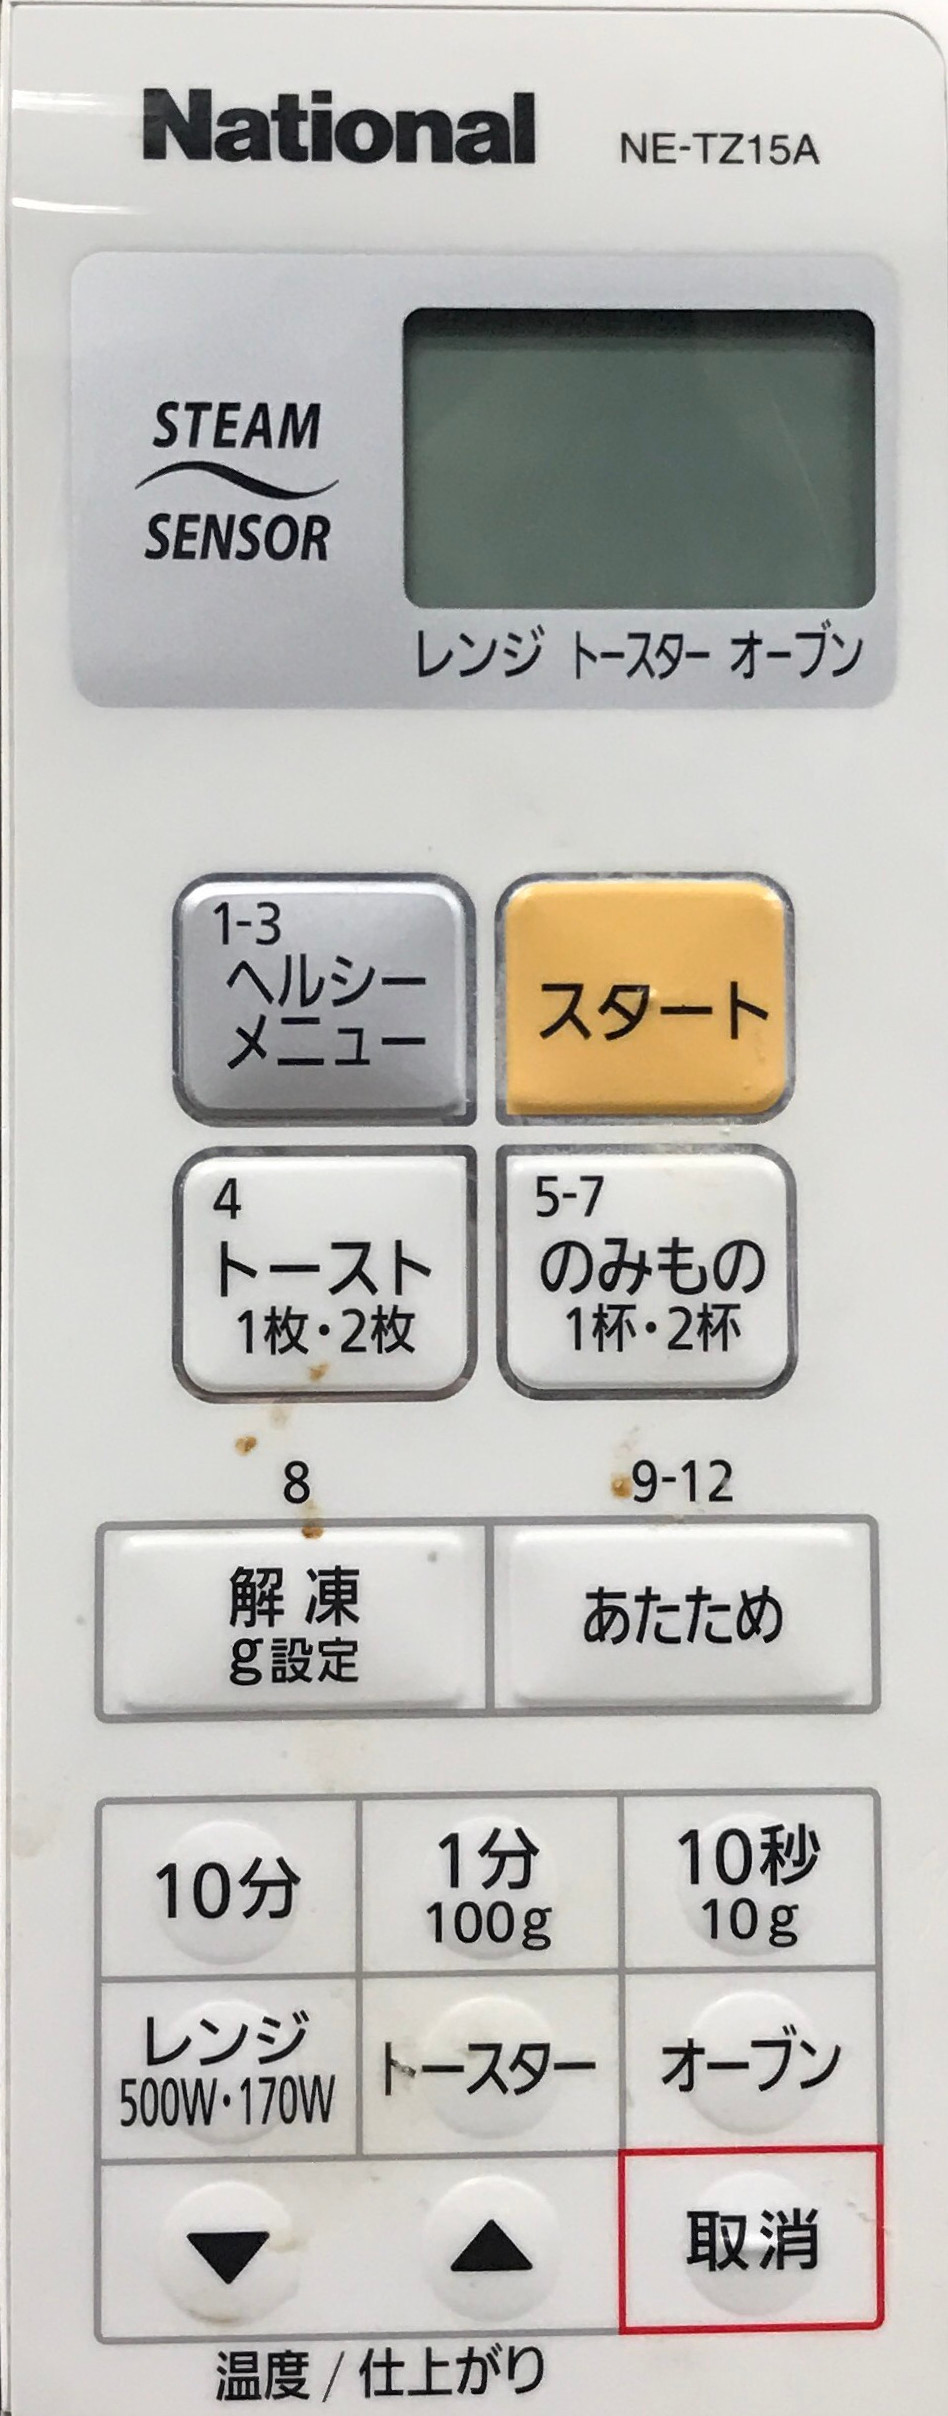 National NE-TZ15A
STEAM
SENSOR
レンジ トースター オーブン
1-3
ヘルシー
メニュー
スタート
4
トースト
1枚・2枚
5-7
のみもの
1杯・2杯
8
9-12
解凍
g設定
あたため
10分
1分
100g
10秒
10g
レンジ
500W・170W
トースター
オーブン
▼
▲
取消
温度/仕上がり